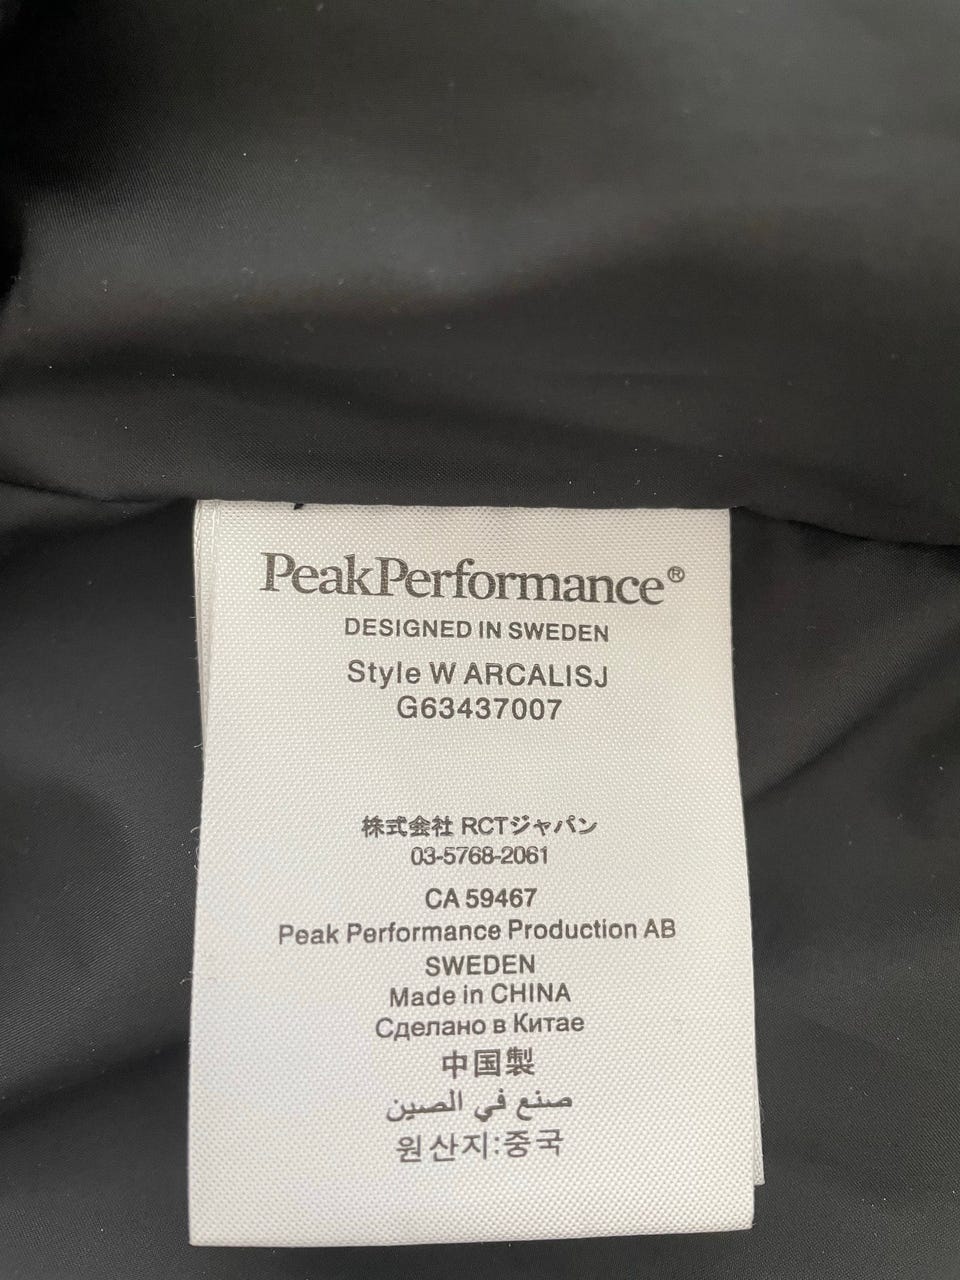 PeakPerformance®
DESIGNED IN SWEDEN
Style W ARCALISJ
G63437007
株式会社 RCTジャパン
03-5768-2061
CA 59467
Peak Performance Production AB
SWEDEN
Made in CHINA
Сделано в Китае
中国製
صنع في الصين
원산지:중국